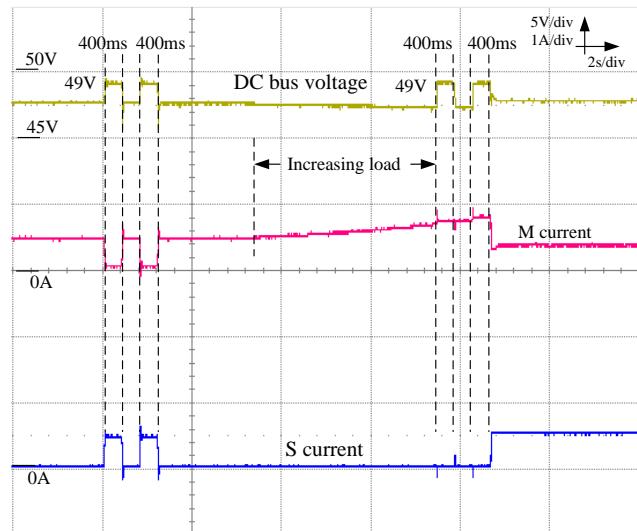 400ms 400ms
400ms 400ms
5V/div
1A/div
2s/div
50V
49V
DC bus voltage
49V
45V
Increasing load
M current
0A
S current
0A